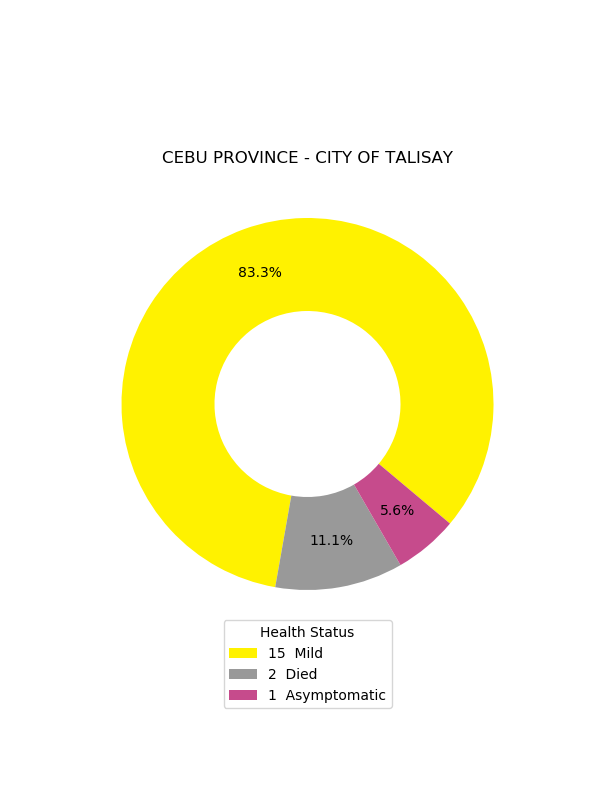 CEBU PROVINCE - CITY OF TALISAY
83.3%
5.6%
11.1%
Health Status
15  Mild
2  Died
1  Asymptomatic